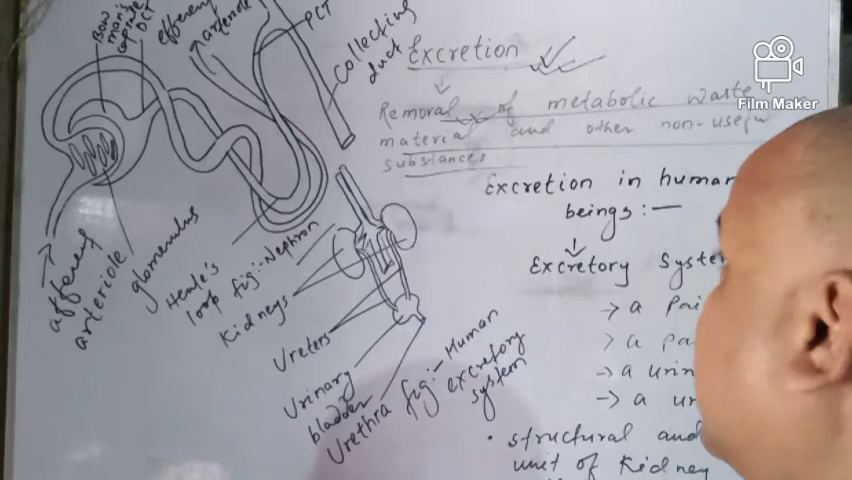 Bow
man's
capsule
DCT
efferent
arteriole
PCT
Collecting
duct
afferent
arteriole
glomerulus
Henle's
loop
fig:- Nephron
Kidneys
Ureters
Urinary
bladder
Urethra
fig:- Human
excretory
system
Excretion
Removal of metabolic waste
material and other non-usef
substances
Excretion in human
beings:—
Excretory Syste
→ a pai
> a pa
→ a urin
→ a ur
• structural and
unit of Kidney
Film Maker